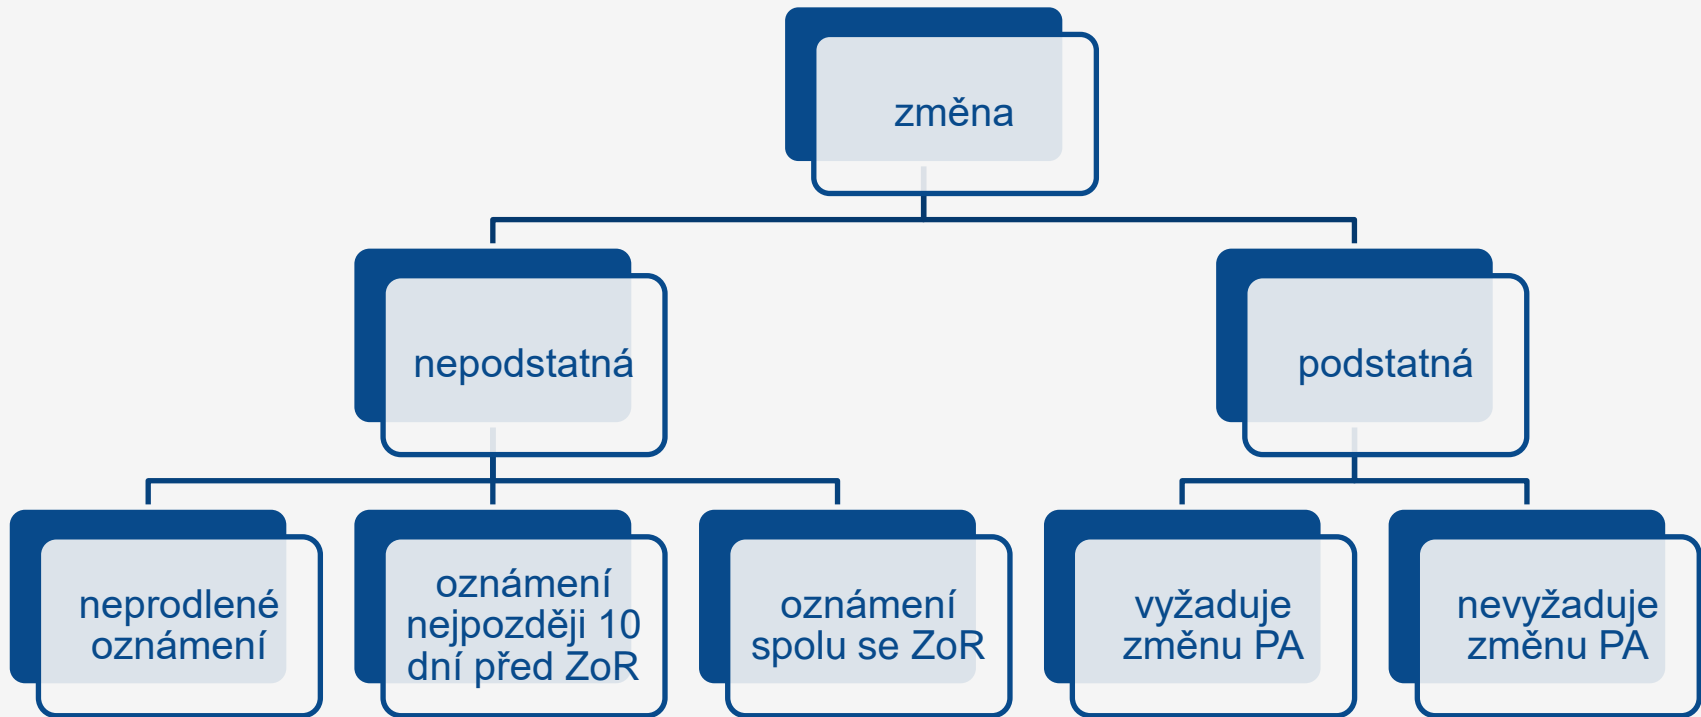 změna
nepodstatná
podstatná
neprodlené
oznámení
oznámení
nejpozději 10
dní před ZoR
oznámení
spolu se ZoR
vyžaduje
změnu PA
nevyžaduje
změnu PA